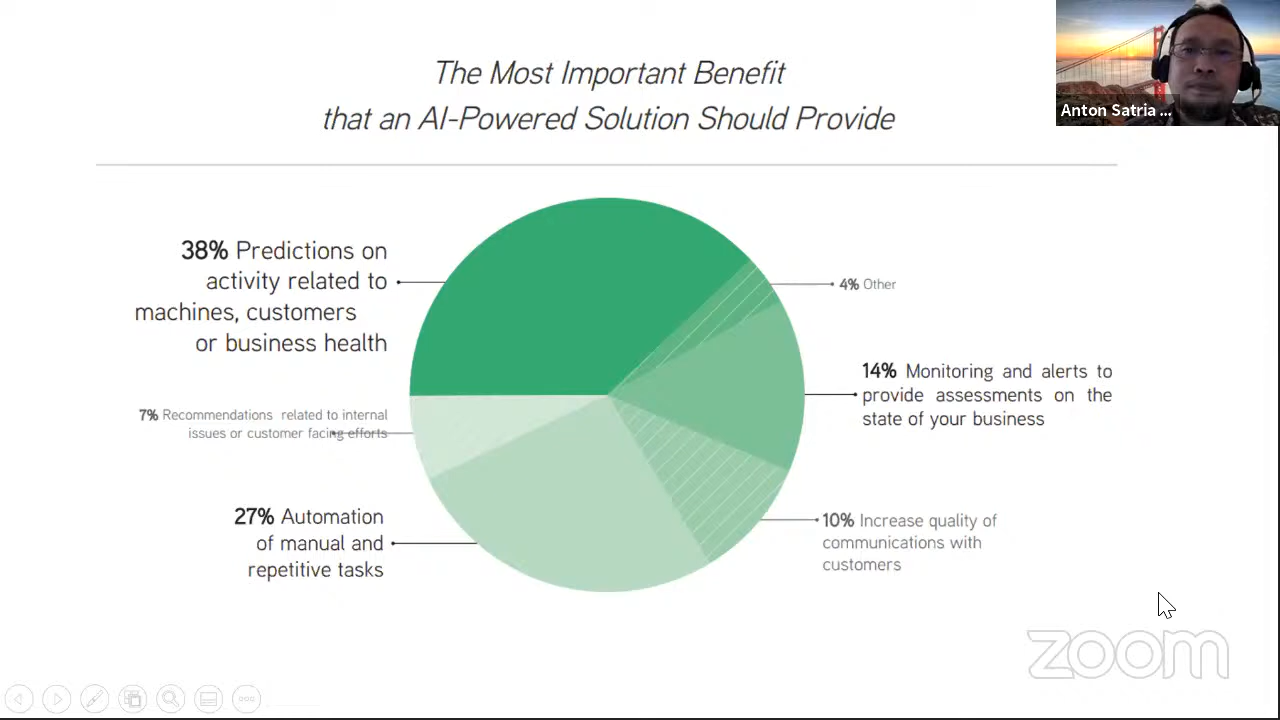 The Most Important Benefit
that an AI-Powered Solution Should Provide
Anton Satria ...
38% Predictions on
activity related to
machines, customers
or business health
4% Other
14% Monitoring and alerts to
provide assessments on the
state of your business
7% Recommendations related to internal
issues or customer facing efforts
27% Automation
of manual and
repetitive tasks
10% Increase quality of
communications with
customers
zoom